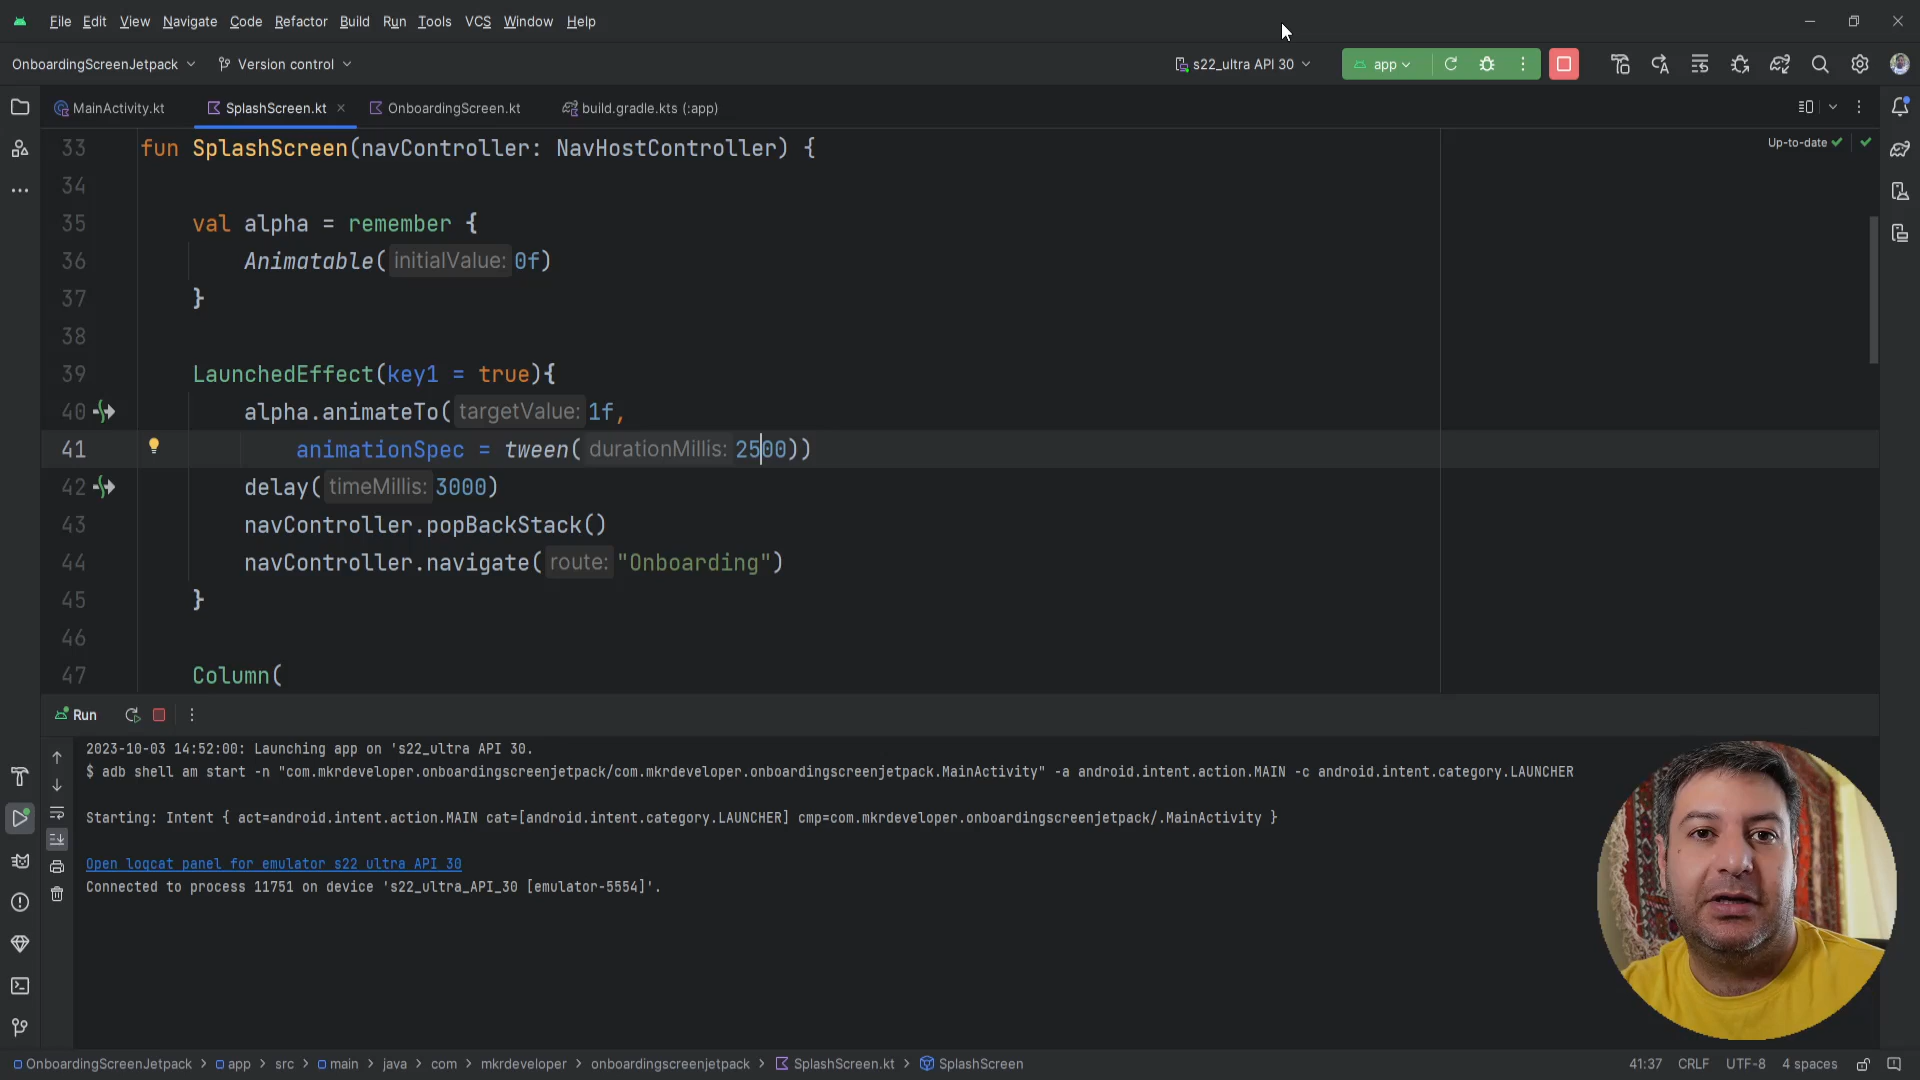 File Edit View Navigate Code Refactor Build Run Tools VCS Window Help
OnboardingScreenJetpack Version control s22_ultra API 30 app
MainActivity.kt SplashScreen.kt OnboardingScreen.kt build.gradle.kts (:app)
Up-to-date
33 fun SplashScreen(navController: NavHostController) {
34
35 val alpha = remember {
36 Animatable( initialValue: 0f)
37 }
38
39 LaunchedEffect(key1 = true){
40 alpha.animateTo( targetValue: 1f,
41 animationSpec = tween( durationMillis: 2500))
42 delay( timeMillis: 3000)
43 navController.popBackStack()
44 navController.navigate( route: "Onboarding")
45 }
46
47 Column(
Run
2023-10-03 14:52:00: Launching app on 's22_ultra API 30.
$ adb shell am start -n "com.mkrdeveloper.onboardingscreenjetpack/com.mkrdeveloper.onboardingscreenjetpack.MainActivity" -a android.intent.action.MAIN -c android.intent.category.LAUNCHER
Starting: Intent { act=android.intent.action.MAIN cat=[android.intent.category.LAUNCHER] cmp=com.mkrdeveloper.onboardingscreenjetpack/.MainActivity }
Open logcat panel for emulator s22 ultra API 30
Connected to process 11751 on device 's22_ultra_API_30 [emulator-5554]'.
OnboardingScreenJetpack > app > src > main > java > com > mkrdeveloper > onboardingscreenjetpack > SplashScreen.kt > SplashScreen 41:37 CRLF UTF-8 4 spaces